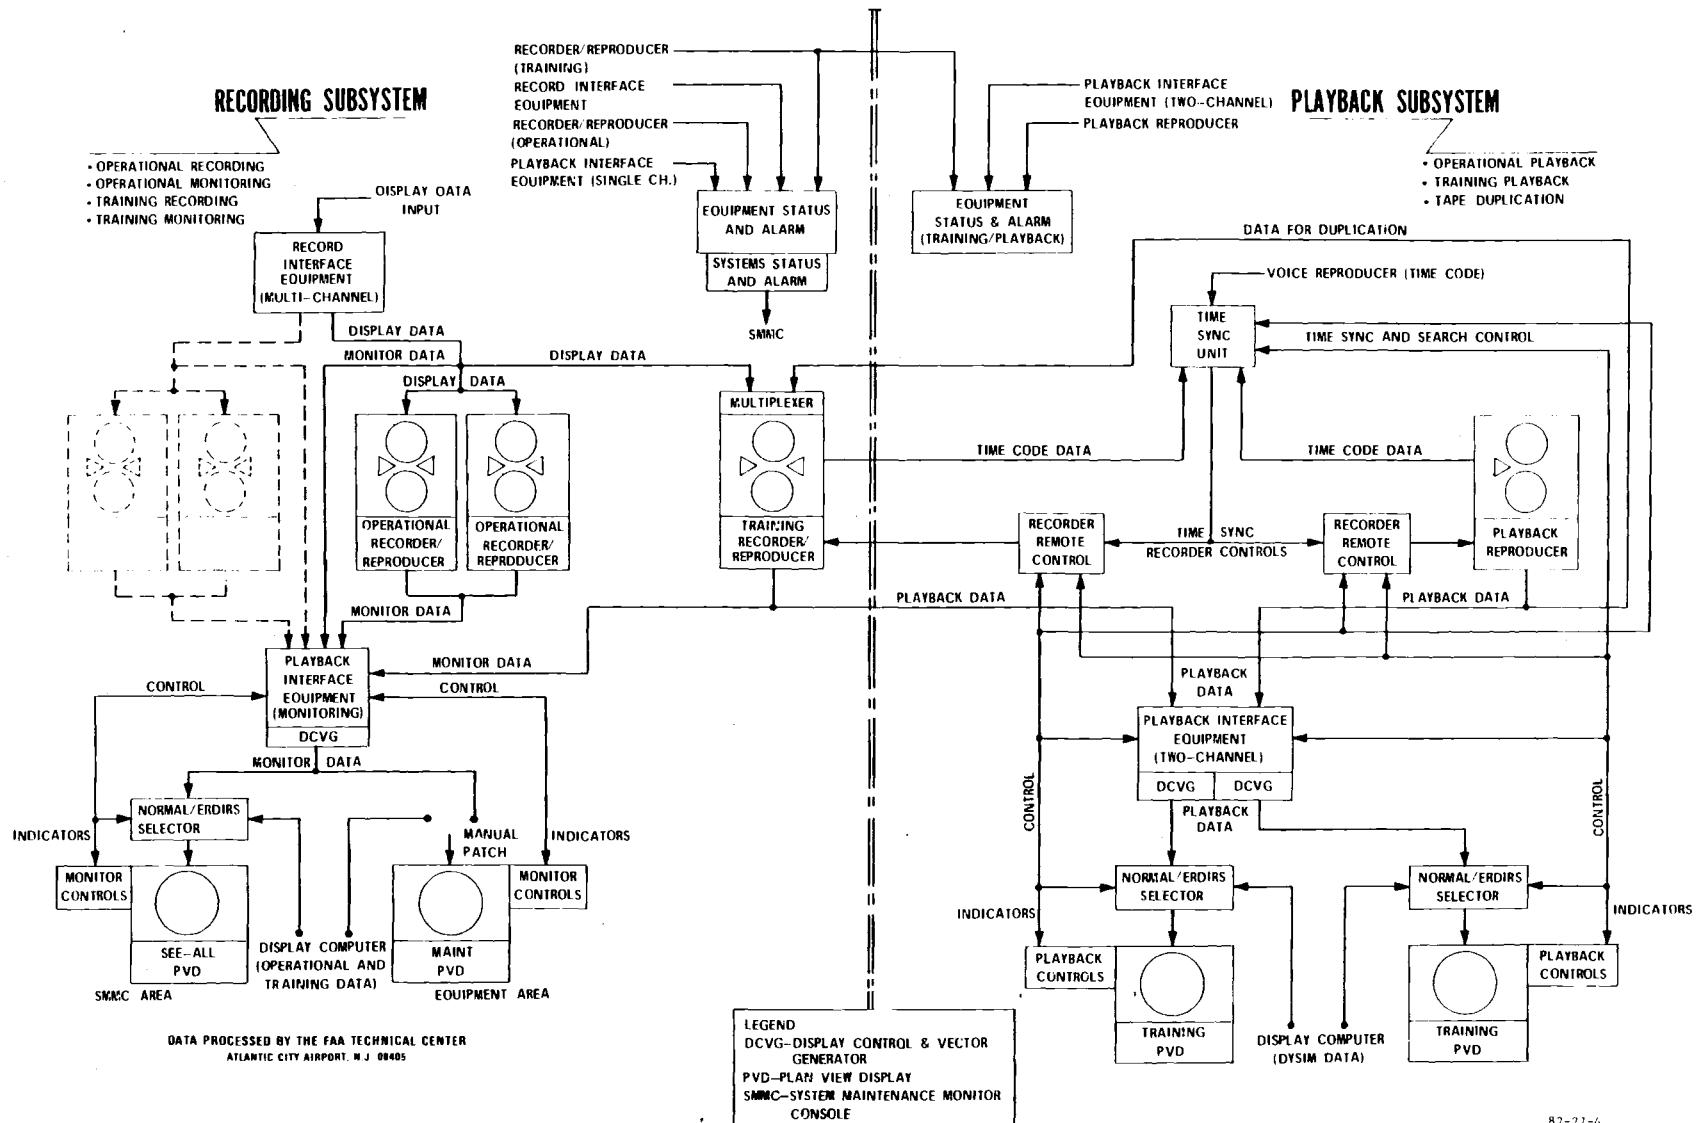 RECORDING SUBSYSTEM
• OPERATIONAL RECORDING
• OPERATIONAL MONITORING
• TRAINING RECORDING
• TRAINING MONITORING
RECORDER/REPRODUCER
(TRAINING)
RECORD INTERFACE
EQUIPMENT
RECORDER/REPRODUCER
(OPERATIONAL)
PLAYBACK INTERFACE
EQUIPMENT (SINGLE CH.)
EQUIPMENT STATUS
AND ALARM
SYSTEMS STATUS
AND ALARM
SMMC
PLAYBACK INTERFACE
EQUIPMENT (TWO-CHANNEL)
PLAYBACK REPRODUCER
EQUIPMENT
STATUS & ALARM
(TRAINING/PLAYBACK)
PLAYBACK SUBSYSTEM
• OPERATIONAL PLAYBACK
• TRAINING PLAYBACK
• TAPE DUPLICATION
DISPLAY DATA
INPUT
RECORD
INTERFACE
EQUIPMENT
(MULTI-CHANNEL)
DISPLAY DATA
MONITOR DATA
DISPLAY DATA
DISPLAY DATA
OPERATIONAL
RECORDER/
REPRODUCER
OPERATIONAL
RECORDER/
REPRODUCER
MONITOR DATA
MULTIPLEXER
TRAINING
RECORDER/
REPRODUCER
DATA FOR DUPLICATION
VOICE REPRODUCER (TIME CODE)
TIME
SYNC
UNIT
TIME SYNC AND SEARCH CONTROL
TIME CODE DATA
TIME CODE DATA
RECORDER
REMOTE
CONTROL
TIME SYNC
RECORDER CONTROLS
RECORDER
REMOTE
CONTROL
PLAYBACK
REPRODUCER
PLAYBACK DATA
PLAYBACK DATA
PLAYBACK
INTERFACE
EQUIPMENT
(MONITORING)
DCVG
MONITOR DATA
CONTROL
CONTROL
MONITOR DATA
NORMAL/ERDIRS
SELECTOR
INDICATORS
MONITOR
CONTROLS
SEE-ALL
PVD
SMMC AREA
MANUAL
PATCH
INDICATORS
MONITOR
CONTROLS
MAINT
PVD
EQUIPMENT AREA
DISPLAY COMPUTER
(OPERATIONAL AND
TRAINING DATA)
PLAYBACK
DATA
PLAYBACK INTERFACE
EQUIPMENT
(TWO-CHANNEL)
DCVG
DCVG
PLAYBACK
DATA
CONTROL
CONTROL
NORMAL/ERDIRS
SELECTOR
NORMAL/ERDIRS
SELECTOR
INDICATORS
INDICATORS
PLAYBACK
CONTROLS
TRAINING
PVD
DISPLAY COMPUTER
(DYSIM DATA)
PLAYBACK
CONTROLS
TRAINING
PVD
DATA PROCESSED BY THE FAA TECHNICAL CENTER
ATLANTIC CITY AIRPORT, N.J. 08405
LEGEND
DCVG-DISPLAY CONTROL & VECTOR
GENERATOR
PVD-PLAN VIEW DISPLAY
SMMC-SYSTEM MAINTENANCE MONITOR
CONSOLE